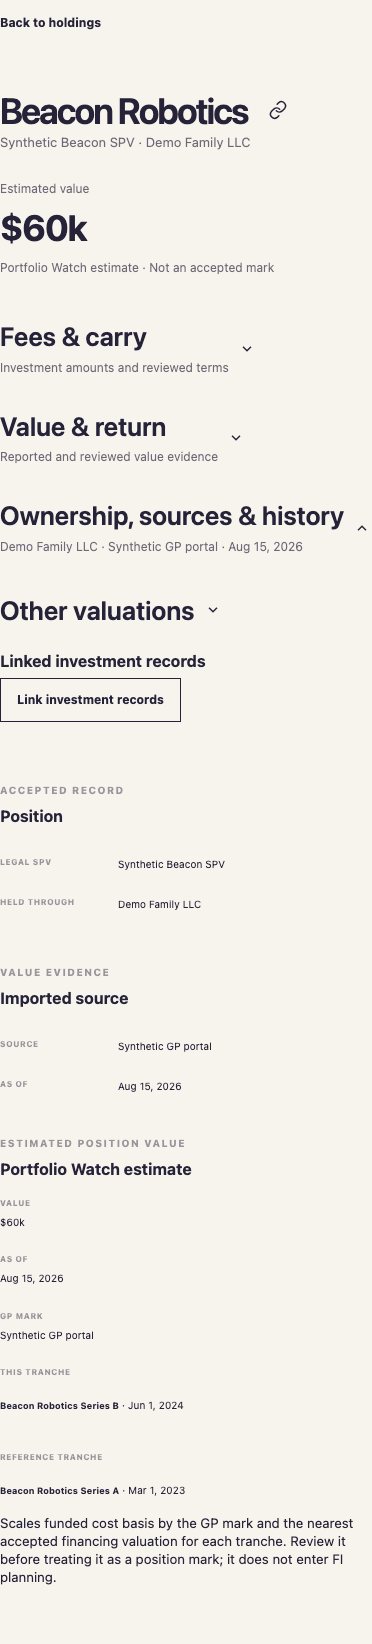 Back to holdings
Beacon Robotics
Synthetic Beacon SPV · Demo Family LLC
Estimated value
$60k
Portfolio Watch estimate · Not an accepted mark
Fees & carry
Investment amounts and reviewed terms
Value & return
Reported and reviewed value evidence
Ownership, sources & history
Demo Family LLC · Synthetic GP portal · Aug 15, 2026
Other valuations
Linked investment records
Link investment records
ACCEPTED RECORD
Position
LEGAL SPV Synthetic Beacon SPV
HELD THROUGH Demo Family LLC
VALUE EVIDENCE
Imported source
SOURCE Synthetic GP portal
AS OF Aug 15, 2026
ESTIMATED POSITION VALUE
Portfolio Watch estimate
VALUE
$60k
AS OF
Aug 15, 2026
GP MARK
Synthetic GP portal
THIS TRANCHE
Beacon Robotics Series B · Jun 1, 2024
REFERENCE TRANCHE
Beacon Robotics Series A · Mar 1, 2023
Scales funded cost basis by the GP mark and the nearest
accepted financing valuation for each tranche. Review it
before treating it as a position mark; it does not enter FI
planning.